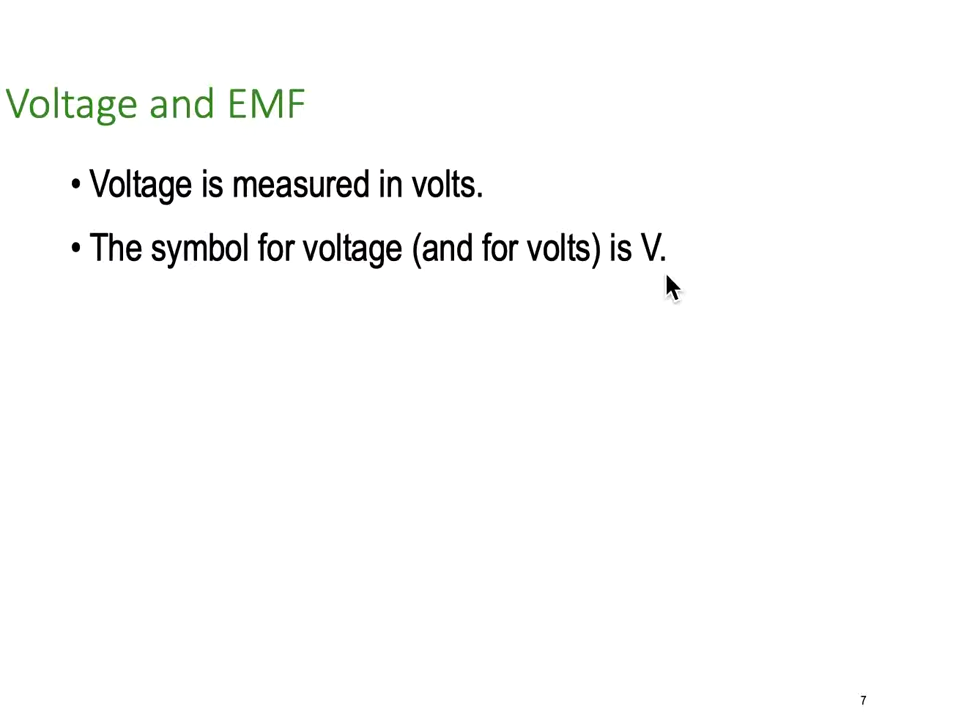 Voltage and EMF
• Voltage is measured in volts.
• The symbol for voltage (and for volts) is V.
7